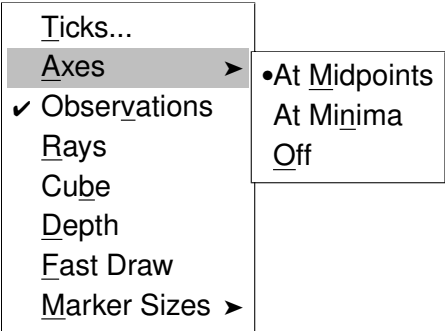 Ticks...
Axes ➤
✔ Observations
Rays
Cube
Depth
Fast Draw
Marker Sizes ➤
•At Midpoints
At Minima
Off